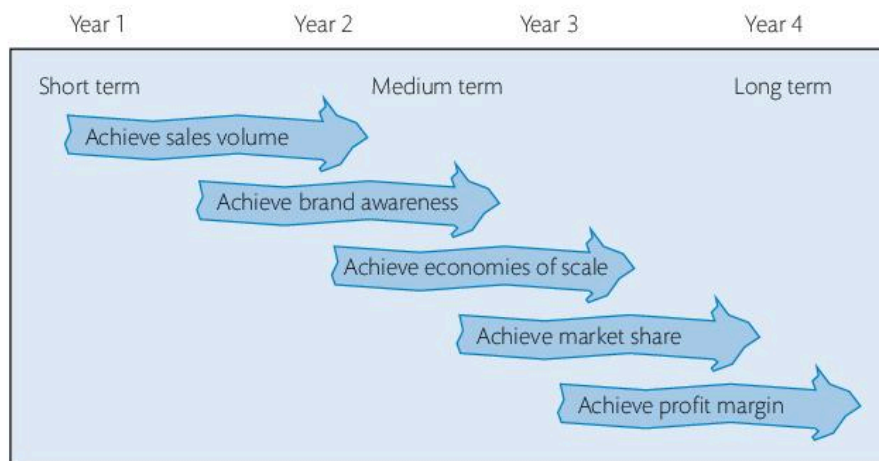 Year 1 Year 2 Year 3 Year 4
Short term Medium term Long term
Achieve sales volume
Achieve brand awareness
Achieve economies of scale
Achieve market share
Achieve profit margin